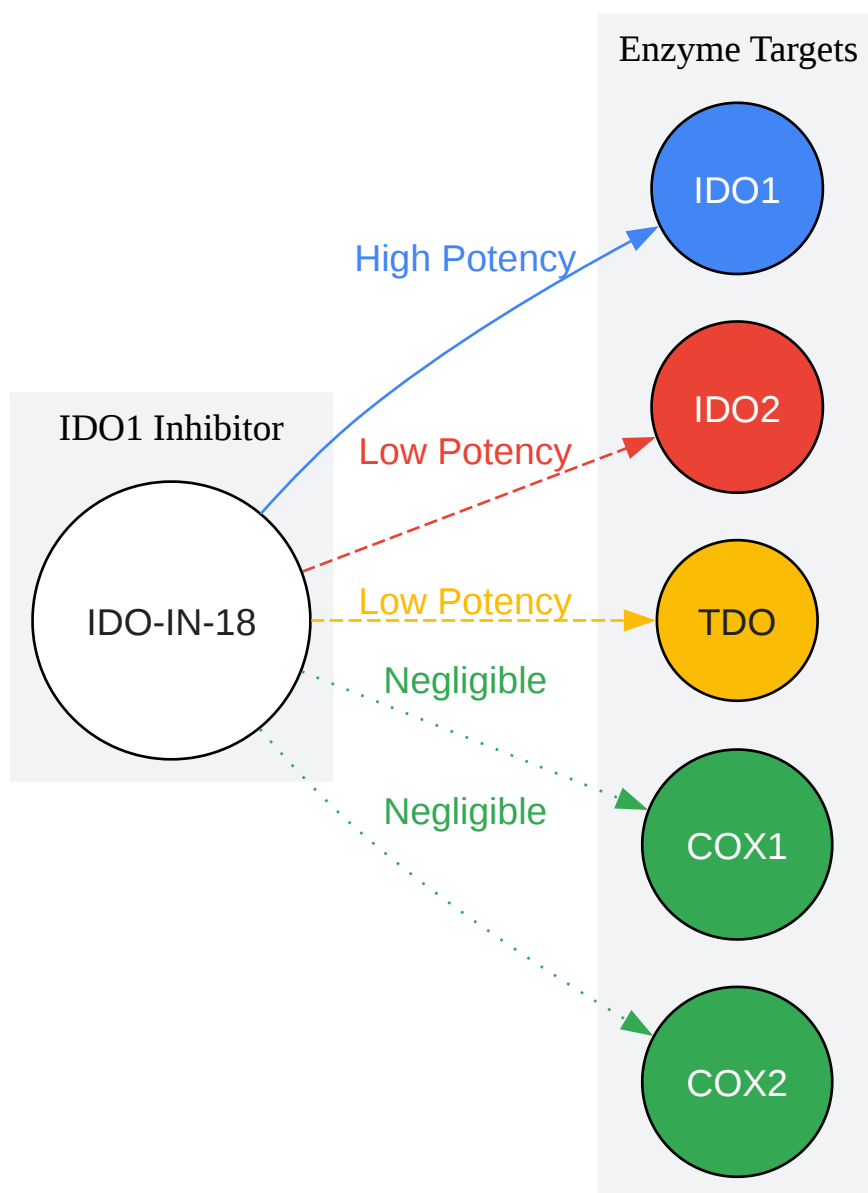 Enzyme Targets
IDO1
High Potency
IDO2
IDO1 Inhibitor
Low Potency
IDO-IN-18
Low Potency
TDO
Negligible
Negligible
COX1
COX2